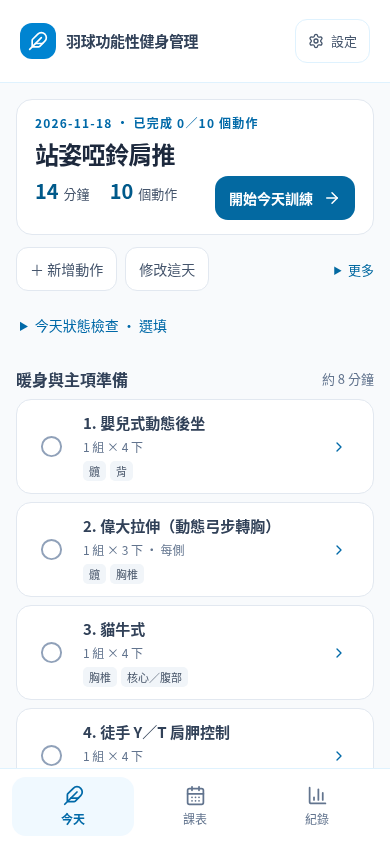 羽球功能性健身管理
設定
2026-11-18 · 已完成 0／10 個動作
站姿啞鈴肩推
14 分鐘 10 個動作
開始今天訓練 →
＋ 新增動作
修改這天
▶ 更多
▶ 今天狀態檢查 · 選填
暖身與主項準備
約 8 分鐘
1. 嬰兒式動態後坐
1 組 × 4 下
髖 背
2. 偉大拉伸（動態弓步轉胸）
1 組 × 3 下 · 每側
髖 胸椎
3. 貓牛式
1 組 × 4 下
胸椎 核心／腹部
4. 徒手 Y／T 肩胛控制
1 組 × 4 下
今天
課表
紀錄